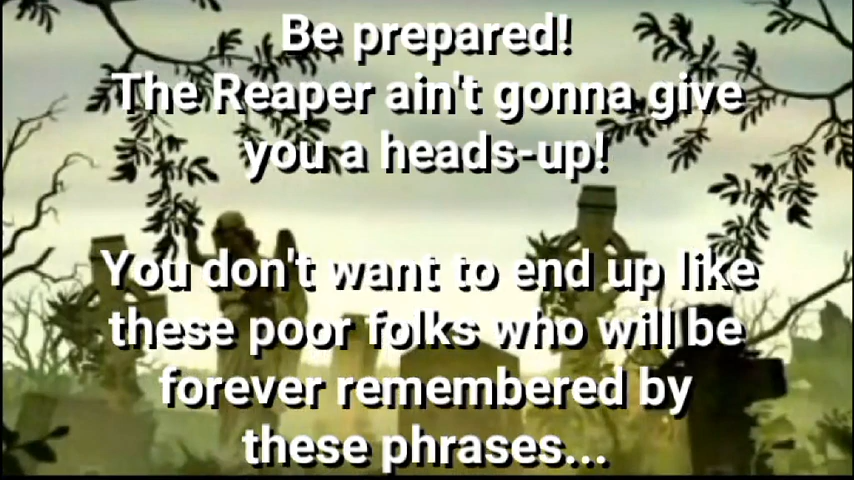 Be prepared!
The Reaper ain't gonna give
you a heads-up!
You don't want to end up like
these poor folks who will be
forever remembered by
these phrases...